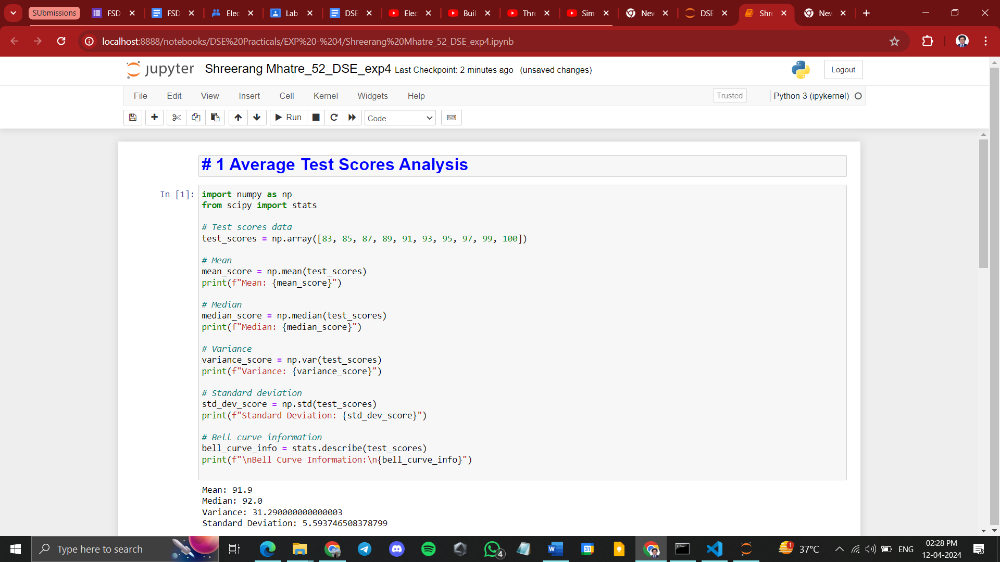 SUbmissions FSD FSD Elec Lab DSE Elec Buil Thre Sim New DSE Shre New
localhost:8888/notebooks/DSE%20Practicals/EXP%20-%204/Shreerang%20Mhatre_52_DSE_exp4.ipynb
jupyter Shreerang Mhatre_52_DSE_exp4 Last Checkpoint: 2 minutes ago (unsaved changes) Logout
File Edit View Insert Cell Kernel Widgets Help Trusted Python 3 (ipykernel)
Run Code
# 1 Average Test Scores Analysis
In [1]: import numpy as np
from scipy import stats
# Test scores data
test_scores = np.array([83, 85, 87, 89, 91, 93, 95, 97, 99, 100])
# Mean
mean_score = np.mean(test_scores)
print(f"Mean: {mean_score}")
# Median
median_score = np.median(test_scores)
print(f"Median: {median_score}")
# Variance
variance_score = np.var(test_scores)
print(f"Variance: {variance_score}")
# Standard deviation
std_dev_score = np.std(test_scores)
print(f"Standard Deviation: {std_dev_score}")
# Bell curve information
bell_curve_info = stats.describe(test_scores)
print(f"\nBell Curve Information:\n{bell_curve_info}")
Mean: 91.9
Median: 92.0
Variance: 31.290000000000003
Standard Deviation: 5.593746508378799
Type here to search 4 31 1 37°C ENG 02:28 PM
12-04-2024